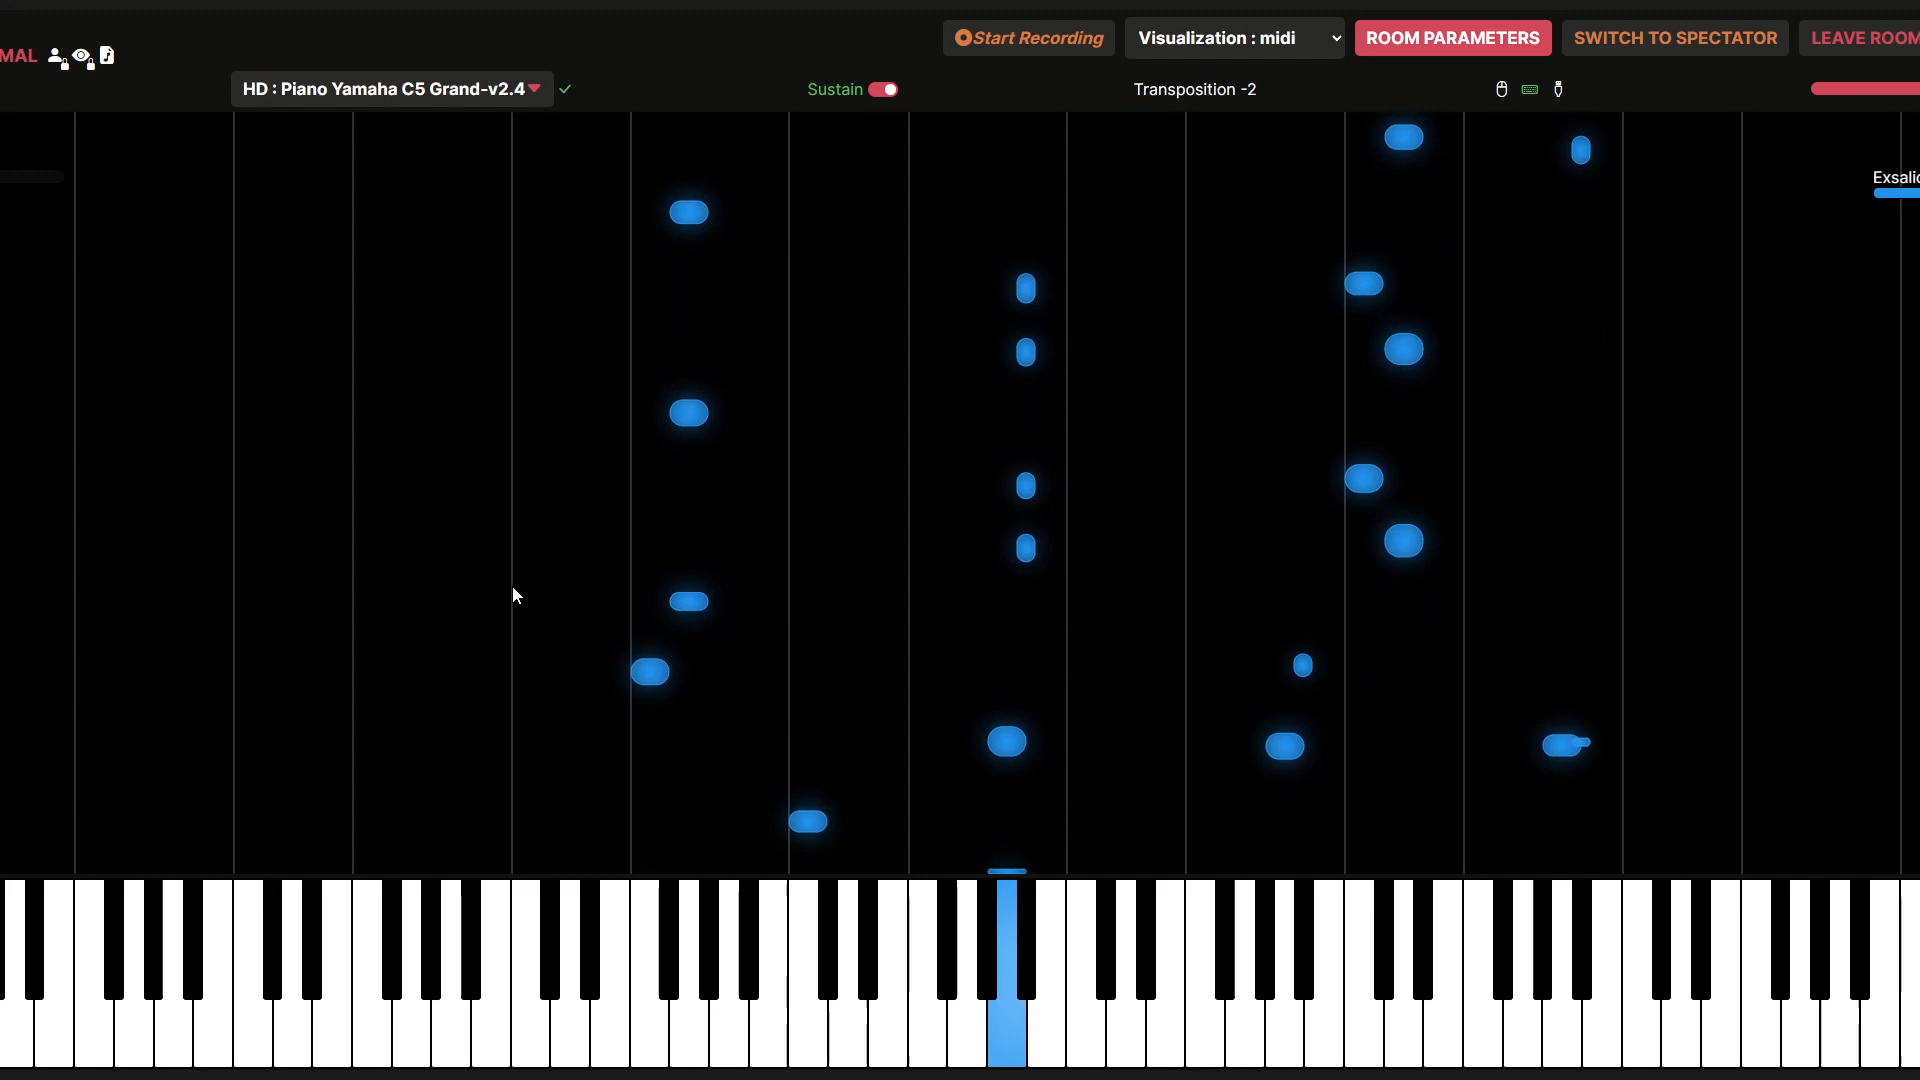 Start Recording
Visualization : midi
ROOM PARAMETERS
SWITCH TO SPECTATOR
LEAVE ROOM
MAL
HD : Piano Yamaha C5 Grand-v2.4
Sustain
Transposition -2
Exsalic